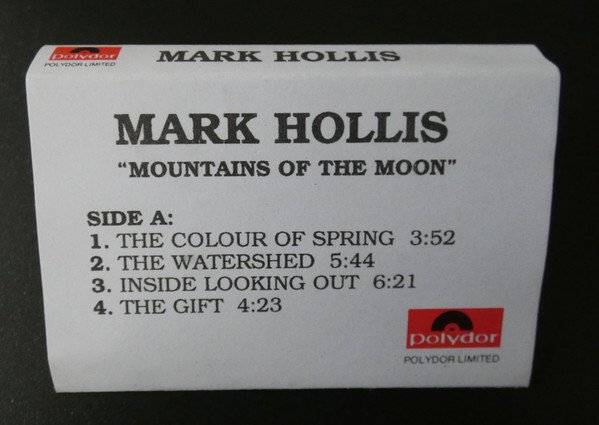 polydor
POLYDOR LIMITED
MARK HOLLIS
MARK HOLLIS
"MOUNTAINS OF THE MOON"
SIDE A:
1. THE COLOUR OF SPRING 3:52
2. THE WATERSHED 5:44
3. INSIDE LOOKING OUT 6:21
4. THE GIFT 4:23
polydor
POLYDOR LIMITED